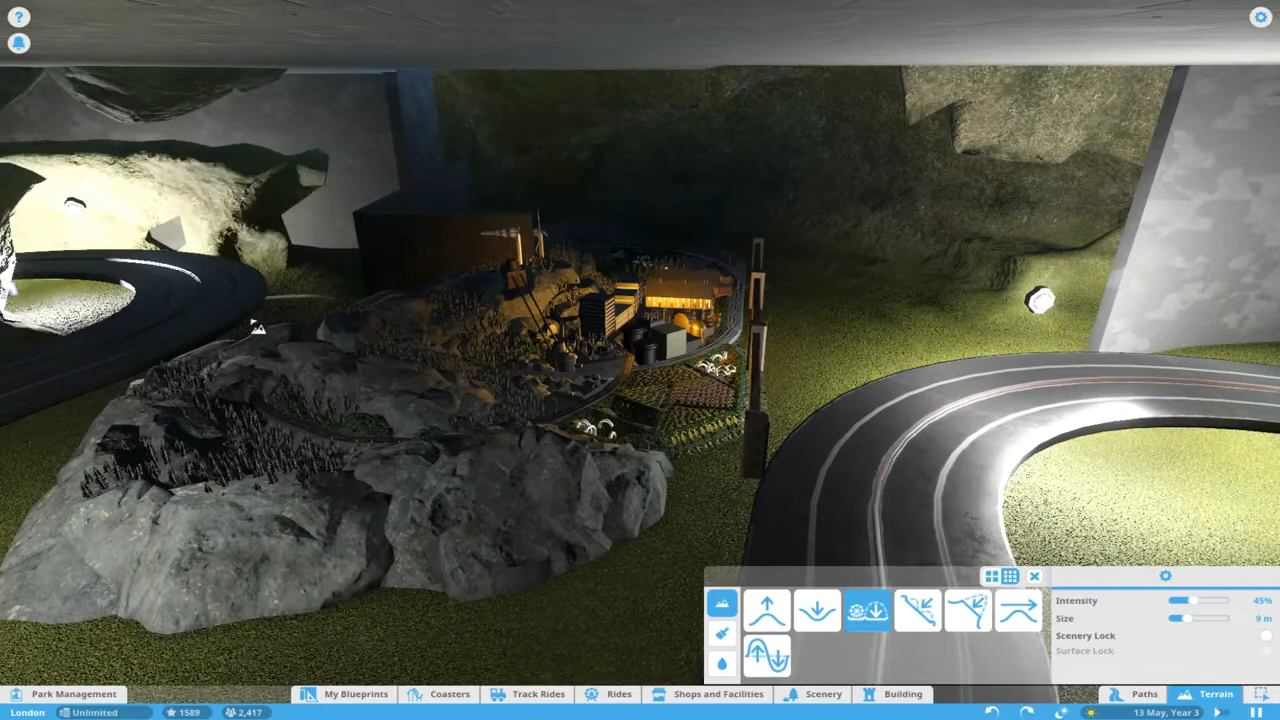 ?
Intensity 45%
Size 9 m
Scenery Lock
Surface Lock
Park Management My Blueprints Coasters Track Rides Rides Shops and Facilities Scenery Building Paths Terrain
London Unlimited 1589 2,417 13 May, Year 3